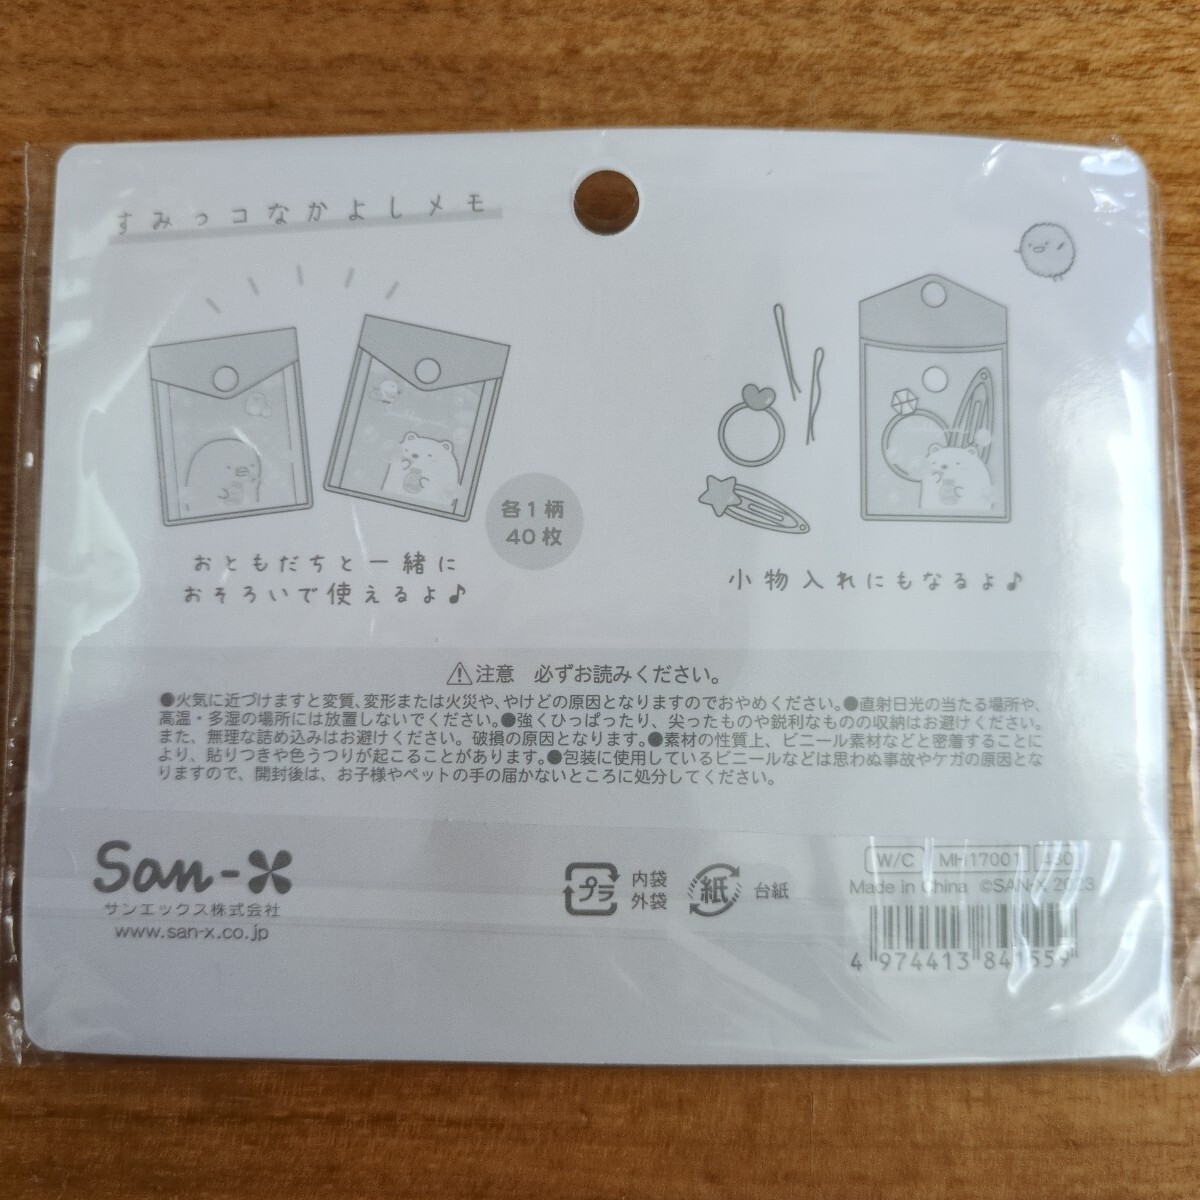 すみっコなかよしメモ
各1柄
40枚
おともだちと一緒に
おそろいで使えるよ♪
小物入れにもなるよ♪
⚠注意 必ずお読みください。
●火気に近づけますと変質、変形または火災や、やけどの原因となりますのでおやめください。●直射日光の当たる場所や、
高温・多湿の場所には放置しないでください。●強くひっぱったり、尖ったものや鋭利なものの収納はお避けください。
また、無理な詰め込みはお避けください。破損の原因となります。●素材の性質上、ビニール素材などと密着することに
より、貼りつきや色うつりが起こることがあります。●包装に使用しているビニールなどは思わぬ事故やケガの原因とな
りますので、開封後は、お子様やペットの手の届かないところに処分してください。
San-X
サンエックス株式会社
www.san-x.co.jp
プラ
内袋
外袋
紙
台紙
W/C MH17001 430
Made in China ©SAN-X 2023
4 974413 841559